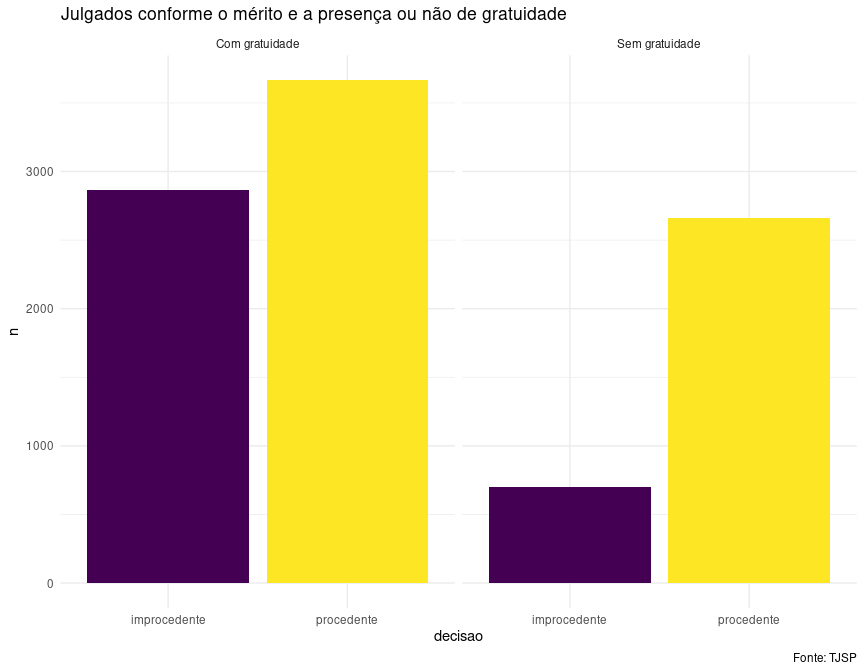 Julgados conforme o mérito e a presença ou não de gratuidade
Com gratuidade
Sem gratuidade
3000
2000
1000
0
n
improcedente
procedente
improcedente
procedente
decisao
Fonte: TJSP